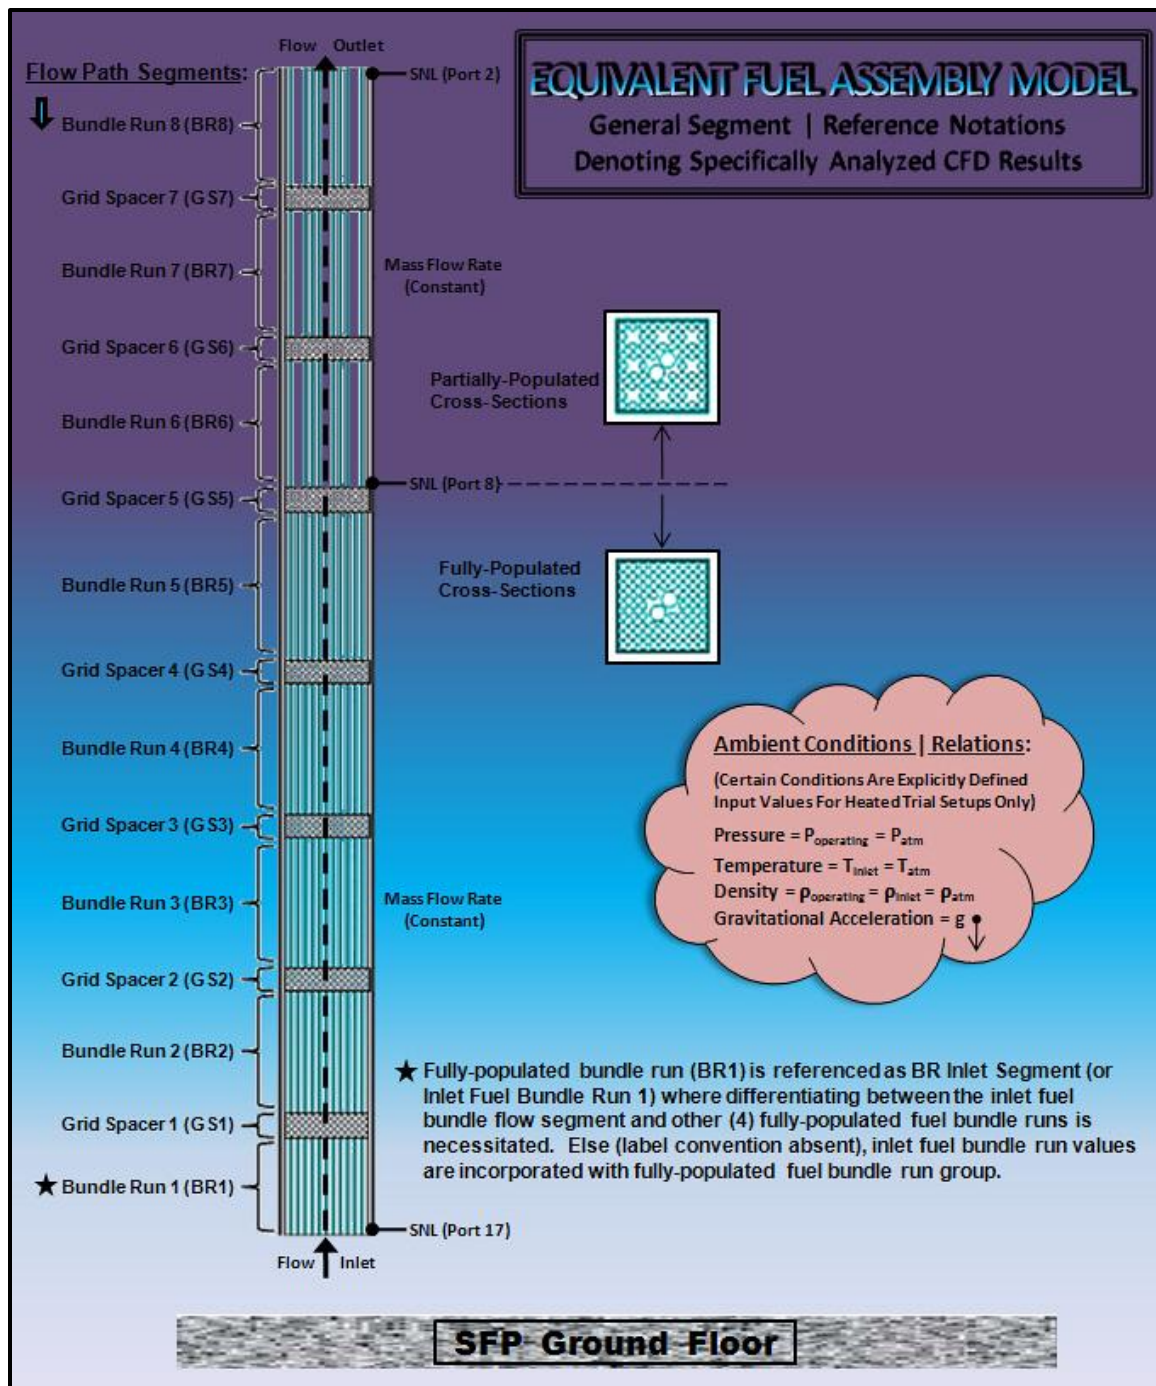 Flow Outlet
Flow Path Segments:
SNL (Port 2)
EQUIVALENT FUEL ASSEMBLY MODEL
General Segment | Reference Notations
Denoting Specifically Analyzed CFD Results
Bundle Run 8 (BR8)
Grid Spacer 7 (GS7)
Bundle Run 7 (BR7)
Mass Flow Rate
(Constant)
Grid Spacer 6 (GS6)
Partially-Populated
Cross-Sections
Bundle Run 6 (BR6)
SNL (Port 8)
Grid Spacer 5 (GS5)
Fully-Populated
Cross-Sections
Bundle Run 5 (BR5)
Grid Spacer 4 (GS4)
Bundle Run 4 (BR4)
Ambient Conditions | Relations:
(Certain Conditions Are Explicitly Defined
Input Values For Heated Trial Setups Only)
Pressure = Poperating = Patm
Temperature = Tinlet = Tatm
Density = ρoperating = ρinlet = ρatm
Gravitational Acceleration = g
Grid Spacer 3 (GS3)
Bundle Run 3 (BR3)
Mass Flow Rate
(Constant)
Grid Spacer 2 (GS2)
Bundle Run 2 (BR2)
★ Fully-populated bundle run (BR1) is referenced as BR Inlet Segment (or
Inlet Fuel Bundle Run 1) where differentiating between the inlet fuel
bundle flow segment and other (4) fully-populated fuel bundle runs is
necessitated. Else (label convention absent), inlet fuel bundle run values
are incorporated with fully-populated fuel bundle run group.
Grid Spacer 1 (GS1)
★ Bundle Run 1 (BR1)
SNL (Port 17)
Flow Inlet
SFP Ground Floor